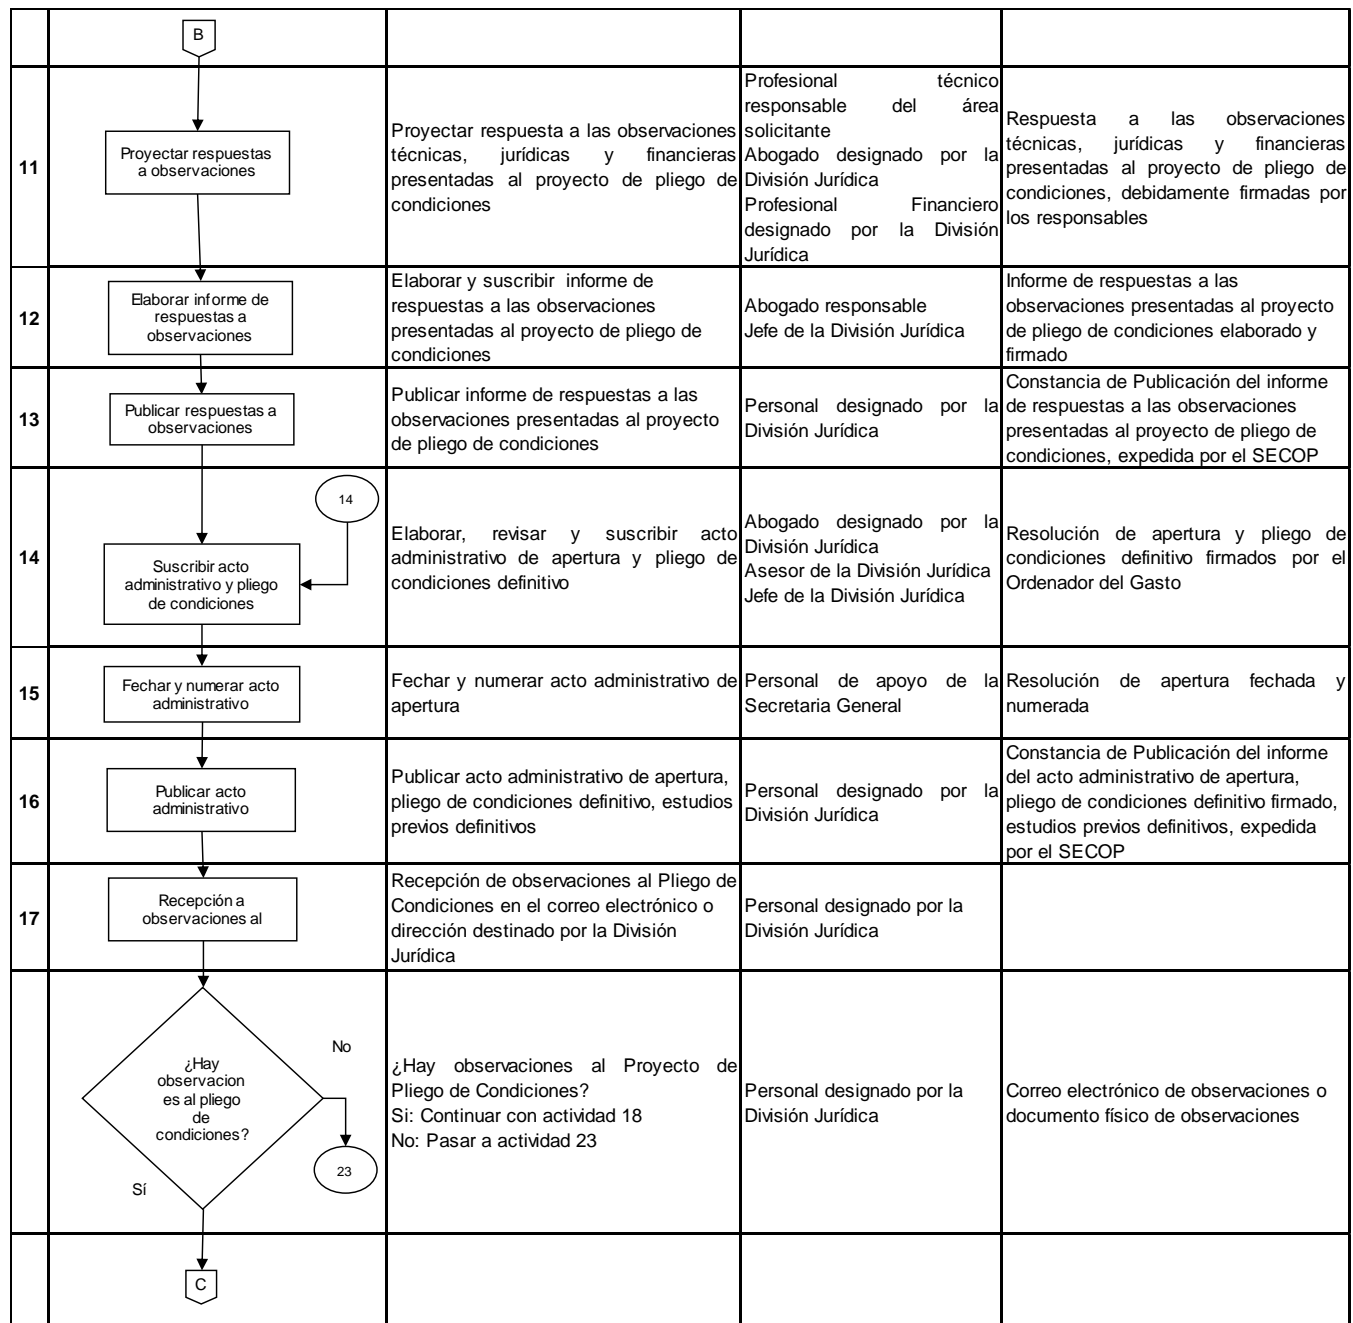 B
11
Proyectar respuestas
a observaciones
Proyectar respuesta a las observaciones
técnicas, jurídicas y financieras
presentadas al proyecto de pliego de
condiciones
Profesional técnico
responsable del área
solicitante
Abogado designado por la
División Jurídica
Profesional Financiero
designado por la División
Jurídica
Respuesta a las observaciones
técnicas, jurídicas y financieras
presentadas al proyecto de pliego de
condiciones, debidamente firmadas por
los responsables
12
Elaborar informe de
respuestas a
observaciones
Elaborar y suscribir informe de
respuestas a las observaciones
presentadas al proyecto de pliego de
condiciones
Abogado responsable
Jefe de la División Jurídica
Informe de respuestas a las
observaciones presentadas al proyecto
de pliego de condiciones elaborado y
firmado
13
Publicar respuestas a
observaciones
Publicar informe de respuestas a las
observaciones presentadas al proyecto
de pliego de condiciones
Personal designado por la
División Jurídica
Constancia de Publicación del informe
de respuestas a las observaciones
presentadas al proyecto de pliego de
condiciones, expedida por el SECOP
14
14
Suscribir acto
administrativo y pliego
de condiciones
Elaborar, revisar y suscribir acto
administrativo de apertura y pliego de
condiciones definitivo
Abogado designado por la
División Jurídica
Asesor de la División Jurídica
Jefe de la División Jurídica
Resolución de apertura y pliego de
condiciones definitivo firmados por el
Ordenador del Gasto
15
Fechar y numerar acto
administrativo
Fechar y numerar acto administrativo de
apertura
Personal de apoyo de la
Secretaria General
Resolución de apertura fechada y
numerada
16
Publicar acto
administrativo
Publicar acto administrativo de apertura,
pliego de condiciones definitivo, estudios
previos definitivos
Personal designado por la
División Jurídica
Constancia de Publicación del informe
del acto administrativo de apertura,
pliego de condiciones definitivo firmado,
estudios previos definitivos, expedida
por el SECOP
17
Recepción a
observaciones al
Recepción de observaciones al Pliego de
Condiciones en el correo electrónico o
dirección destinado por la División
Jurídica
Personal designado por la
División Jurídica
¿Hay
observacion
es al pliego
de
condiciones?
No
23
Sí
¿Hay observaciones al Proyecto de
Pliego de Condiciones?
Si: Continuar con actividad 18
No: Pasar a actividad 23
Personal designado por la
División Jurídica
Correo electrónico de observaciones o
documento físico de observaciones
C